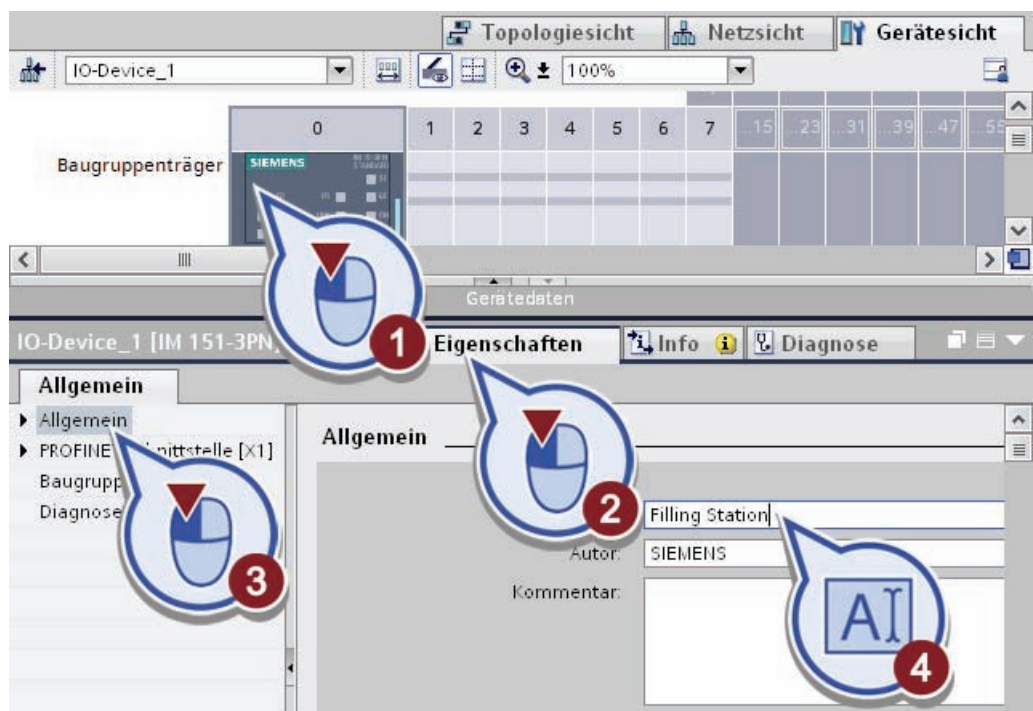 Topologiesicht Netzsicht Gerätesicht
IO-Device_1 100%
0 1 2 3 4 5 6 7 ...15 ...23 ...31 ...39 ...47 ...55
Baugruppenträger SIEMENS
Gerätedaten
IO-Device_1 [IM 151-3PN] Eigenschaften Info Diagnose
1
Allgemein
Allgemein
PROFINET nittstelle [X1]
Allgemein
Baugrupp
Diagnose
2
Filling Station
Autor: SIEMENS
3
Kommentar:
A
4